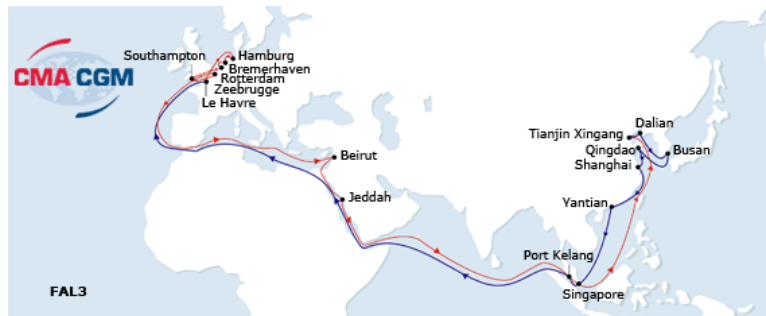 Southampton
Hamburg
Bremerhaven
Rotterdam
Zeebrugge
Le Havre
CMA CGM
Dalian
Tianjin Xingang
Qingdao
Busan
Shanghai
Beirut
Jeddah
Yantian
Port Kelang
Singapore
FAL3